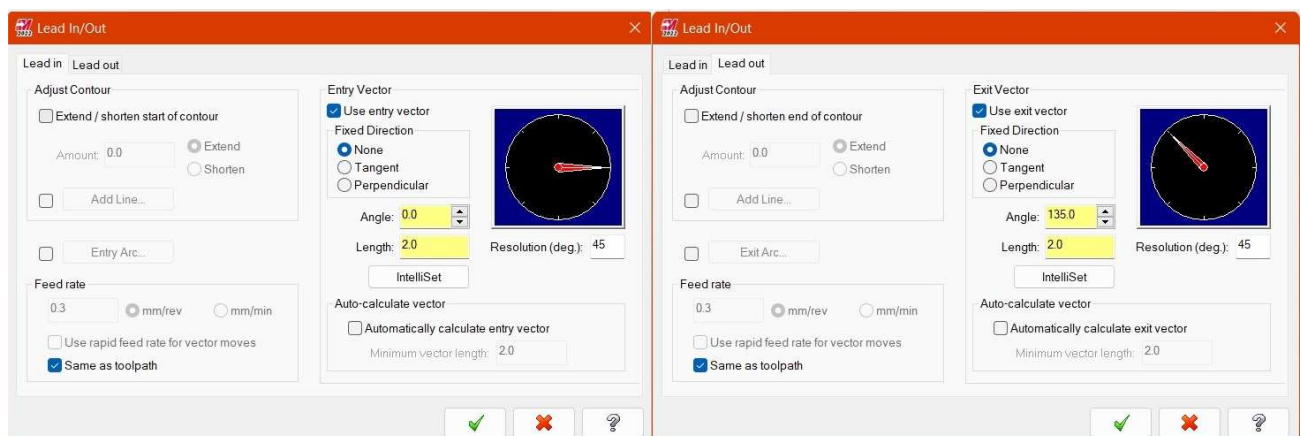 Lead In/Out
Lead in Lead out
Adjust Contour
Extend / shorten start of contour
Amount: 0.0
Extend
Shorten
Add Line...
Entry Arc...
Feed rate
0.3 mm/rev mm/min
Use rapid feed rate for vector moves
Same as toolpath
Entry Vector
Use entry vector
Fixed Direction
None
Tangent
Perpendicular
Angle: 0.0
Length: 2.0 Resolution (deg.): 45
IntelliSet
Auto-calculate vector
Automatically calculate entry vector
Minimum vector length: 2.0
Lead In/Out
Lead in Lead out
Adjust Contour
Extend / shorten end of contour
Amount: 0.0
Extend
Shorten
Add Line...
Exit Arc...
Feed rate
0.3 mm/rev mm/min
Use rapid feed rate for vector moves
Same as toolpath
Exit Vector
Use exit vector
Fixed Direction
None
Tangent
Perpendicular
Angle: 135.0
Length: 2.0 Resolution (deg.): 45
IntelliSet
Auto-calculate vector
Automatically calculate exit vector
Minimum vector length: 2.0